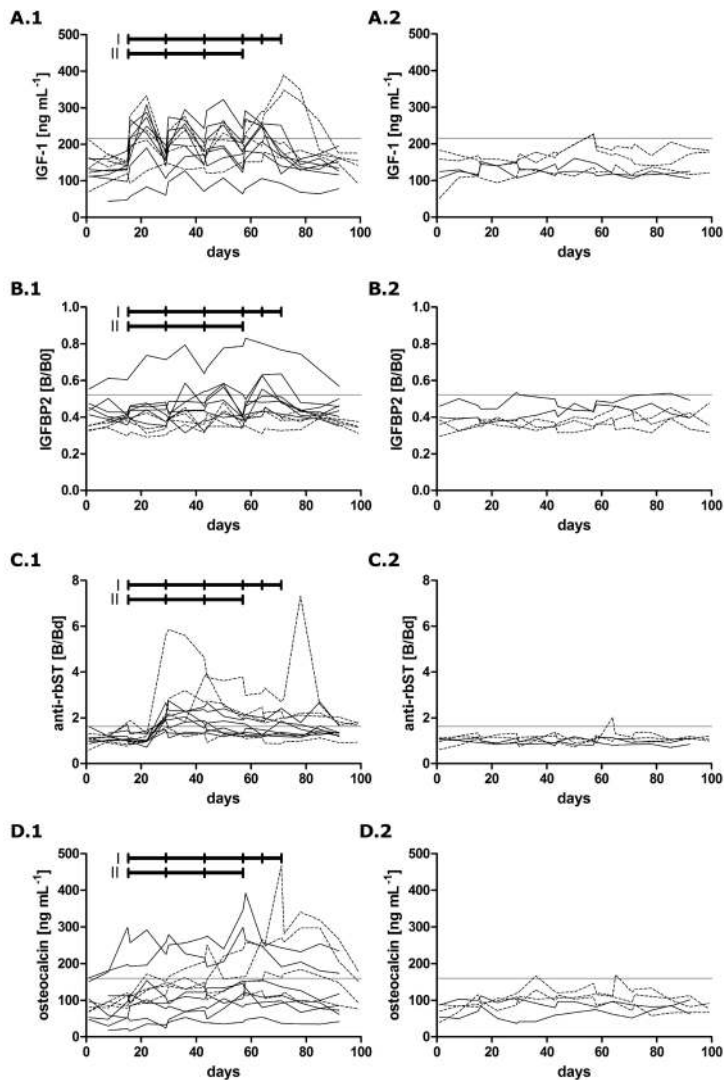 A.1
A.2
I
II
500
400
300
200
100
0
IGF-1 [ng mL⁻¹]
0 20 40 60 80 100
days
500
400
300
200
100
0
IGF-1 [ng mL⁻¹]
0 20 40 60 80 100
days
B.1
B.2
I
II
1.0
0.8
0.6
0.4
0.2
0.0
IGFBP2 [B/B0]
0 20 40 60 80 100
days
1.0
0.8
0.6
0.4
0.2
0.0
IGFBP2 [B/B0]
0 20 40 60 80 100
days
C.1
C.2
I
II
8
6
4
2
0
anti-rbST [B/Bd]
0 20 40 60 80 100
days
8
6
4
2
0
anti-rbST [B/Bd]
0 20 40 60 80 100
days
D.1
D.2
I
II
500
400
300
200
100
0
osteocalcin [ng mL⁻¹]
0 20 40 60 80 100
days
500
400
300
200
100
0
osteocalcin [ng mL⁻¹]
0 20 40 60 80 100
days